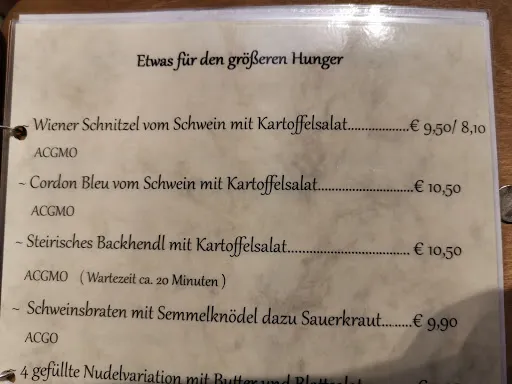 Etwas für den größeren Hunger
~ Wiener Schnitzel vom Schwein mit Kartoffelsalat..................€ 9,50/ 8,10
ACGMO
~ Cordon Bleu vom Schwein mit Kartoffelsalat............................€ 10,50
ACGMO
~ Steirisches Backhendl mit Kartoffelsalat....................................€ 10,50
ACGMO ( Wartezeit ca. 20 Minuten )
~ Schweinsbraten mit Semmelknödel dazu Sauerkraut.........€ 9,90
ACGO
4 gefüllte Nudelvariation mit Butter und